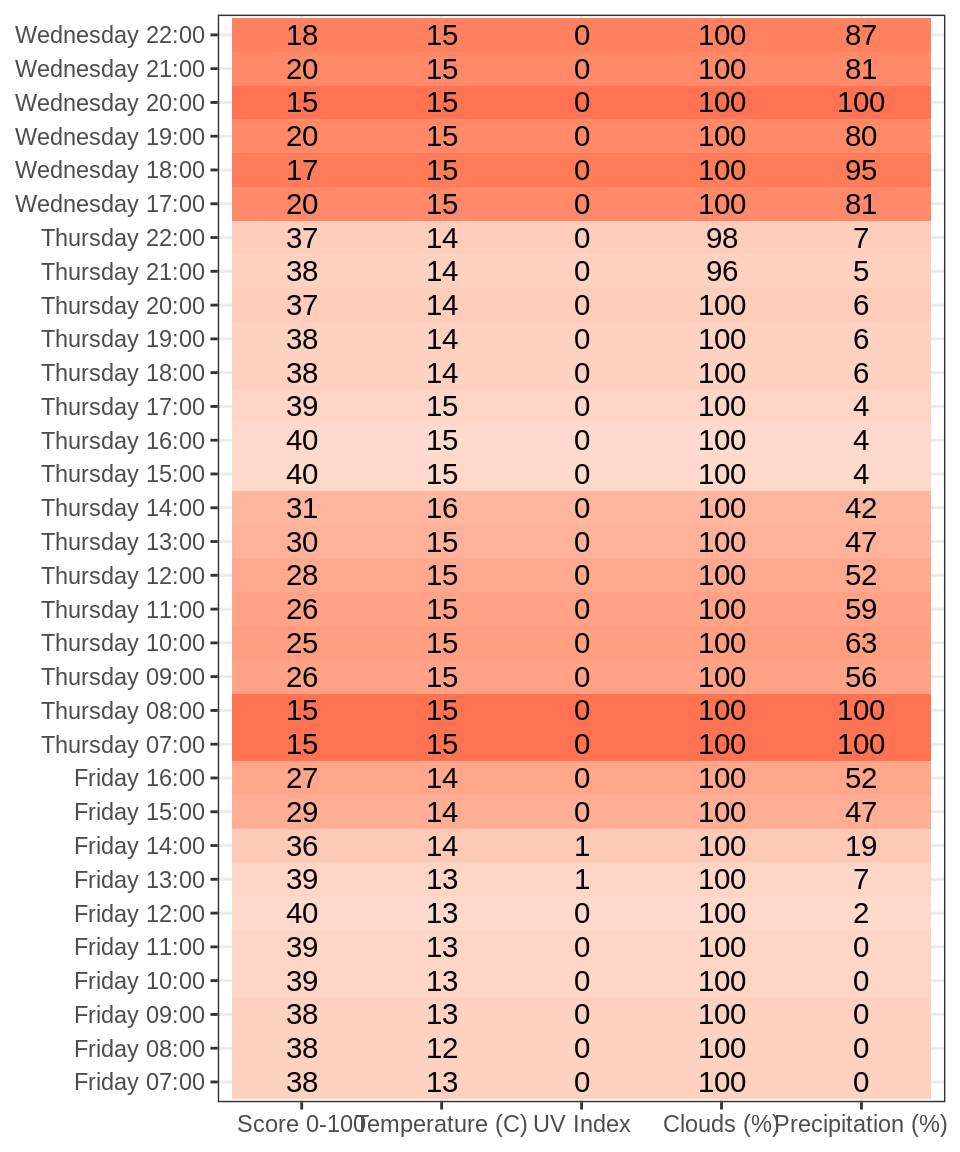 Wednesday 22:00 18 15 0 100 87
Wednesday 21:00 20 15 0 100 81
Wednesday 20:00 15 15 0 100 100
Wednesday 19:00 20 15 0 100 80
Wednesday 18:00 17 15 0 100 95
Wednesday 17:00 20 15 0 100 81
Thursday 22:00 37 14 0 98 7
Thursday 21:00 38 14 0 96 5
Thursday 20:00 37 14 0 100 6
Thursday 19:00 38 14 0 100 6
Thursday 18:00 38 14 0 100 6
Thursday 17:00 39 15 0 100 4
Thursday 16:00 40 15 0 100 4
Thursday 15:00 40 15 0 100 4
Thursday 14:00 31 16 0 100 42
Thursday 13:00 30 15 0 100 47
Thursday 12:00 28 15 0 100 52
Thursday 11:00 26 15 0 100 59
Thursday 10:00 25 15 0 100 63
Thursday 09:00 26 15 0 100 56
Thursday 08:00 15 15 0 100 100
Thursday 07:00 15 15 0 100 100
Friday 16:00 27 14 0 100 52
Friday 15:00 29 14 0 100 47
Friday 14:00 36 14 1 100 19
Friday 13:00 39 13 1 100 7
Friday 12:00 40 13 0 100 2
Friday 11:00 39 13 0 100 0
Friday 10:00 39 13 0 100 0
Friday 09:00 38 13 0 100 0
Friday 08:00 38 12 0 100 0
Friday 07:00 38 13 0 100 0
Score 0-100 Temperature (C) UV Index Clouds (%) Precipitation (%)